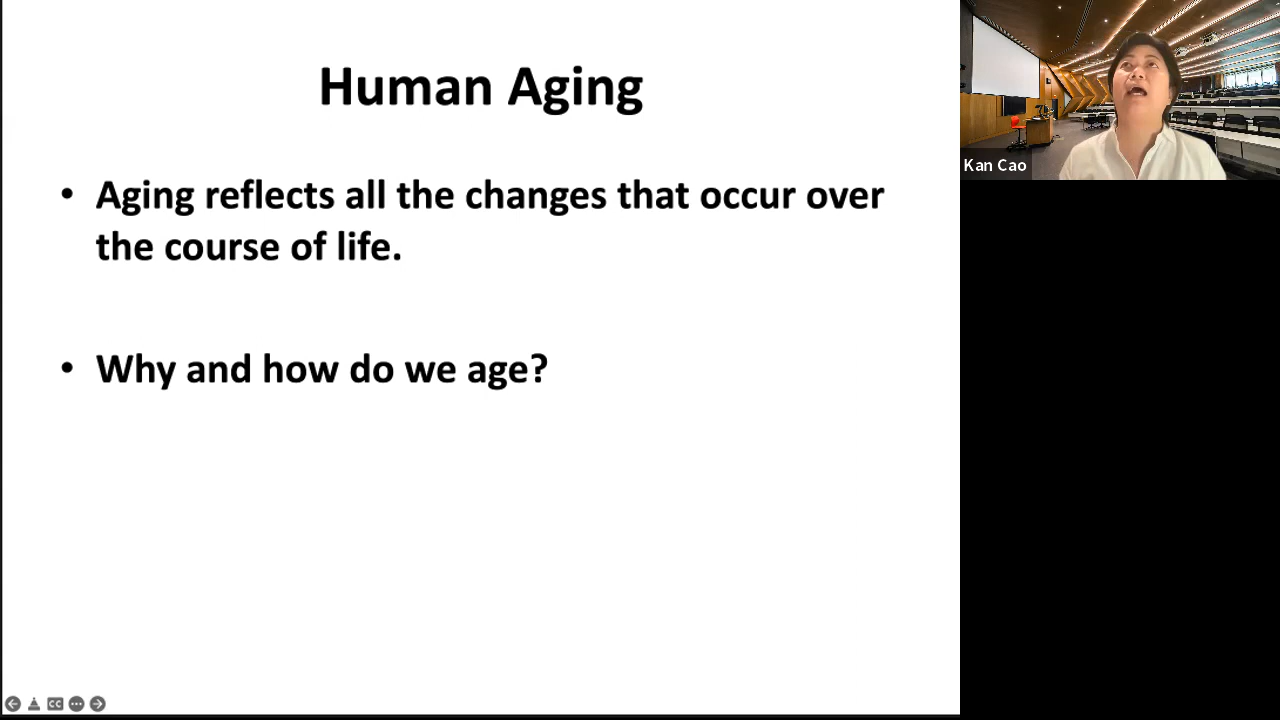 Human Aging
• Aging reflects all the changes that occur over
the course of life.
• Why and how do we age?
Kan Cao
CC